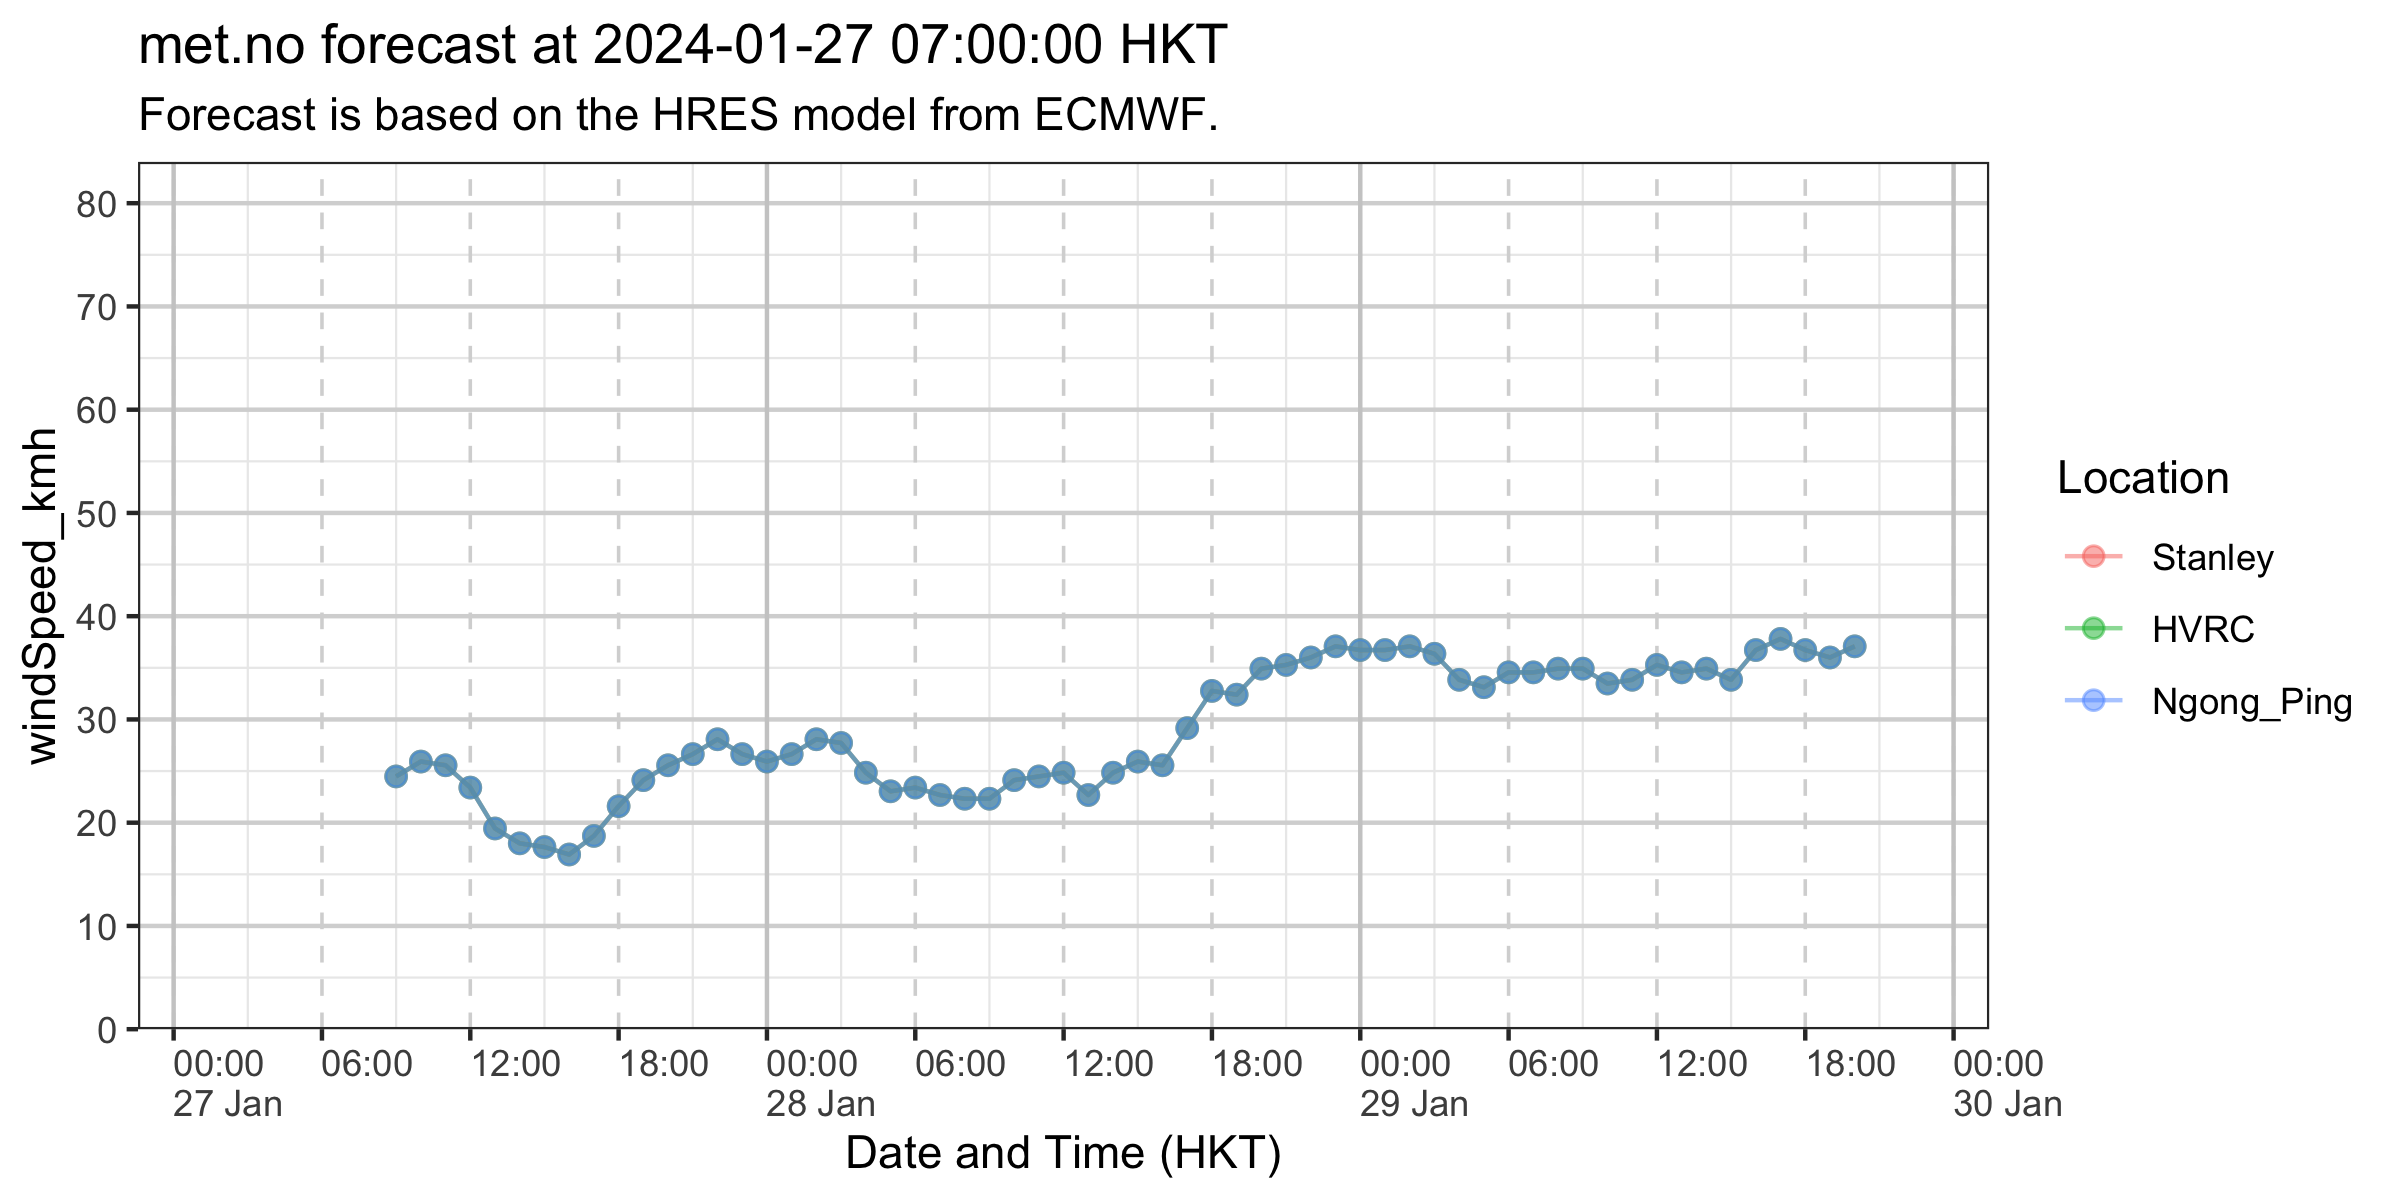 met.no forecast at 2024-01-27 07:00:00 HKT
Forecast is based on the HRES model from ECMWF.
windSpeed_kmh
80
70
60
50
40
30
20
10
0
00:00 06:00 12:00 18:00 00:00 06:00 12:00 18:00 00:00 06:00 12:00 18:00 00:00
27 Jan 28 Jan 29 Jan 30 Jan
Date and Time (HKT)
Location
Stanley
HVRC
Ngong_Ping